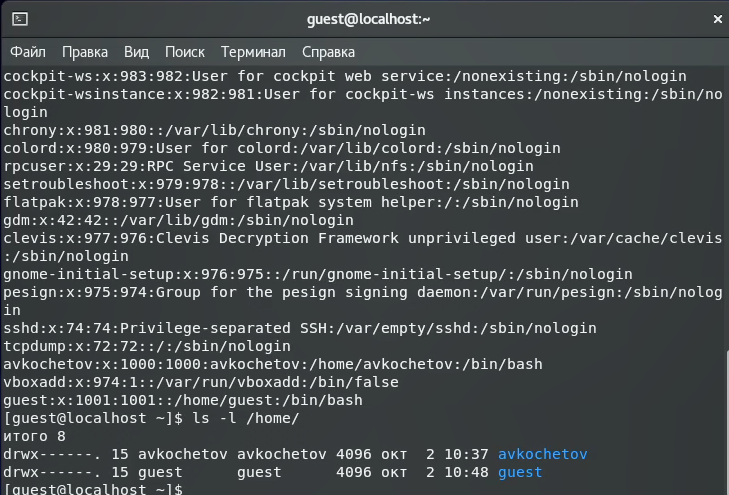 guest@localhost:~
Файл Правка Вид Поиск Терминал Справка
cockpit-ws:x:983:982:User for cockpit web service:/nonexisting:/sbin/nologin
cockpit-wsinstance:x:982:981:User for cockpit-ws instances:/nonexisting:/sbin/no
login
chrony:x:981:980::/var/lib/chrony:/sbin/nologin
colord:x:980:979:User for colord:/var/lib/colord:/sbin/nologin
rpcuser:x:29:29:RPC Service User:/var/lib/nfs:/sbin/nologin
setroubleshoot:x:979:978::/var/lib/setroubleshoot:/sbin/nologin
flatpak:x:978:977:User for flatpak system helper:/:/sbin/nologin
gdm:x:42:42::/var/lib/gdm:/sbin/nologin
clevis:x:977:976:Clevis Decryption Framework unprivileged user:/var/cache/clevis
:/sbin/nologin
gnome-initial-setup:x:976:975::/run/gnome-initial-setup/:/sbin/nologin
pesign:x:975:974:Group for the pesign signing daemon:/var/run/pesign:/sbin/nolog
in
sshd:x:74:74:Privilege-separated SSH:/var/empty/sshd:/sbin/nologin
tcpdump:x:72:72::/:/sbin/nologin
avkochetov:x:1000:1000:avkochetov:/home/avkochetov:/bin/bash
vboxadd:x:974:1::/var/run/vboxadd:/bin/false
guest:x:1001:1001::/home/guest:/bin/bash
[guest@localhost ~]$ ls -l /home/
итого 8
drwx------. 15 avkochetov avkochetov 4096 окт  2 10:37 avkochetov
drwx------. 15 guest      guest      4096 окт  2 10:48 guest
[guest@localhost ~]$